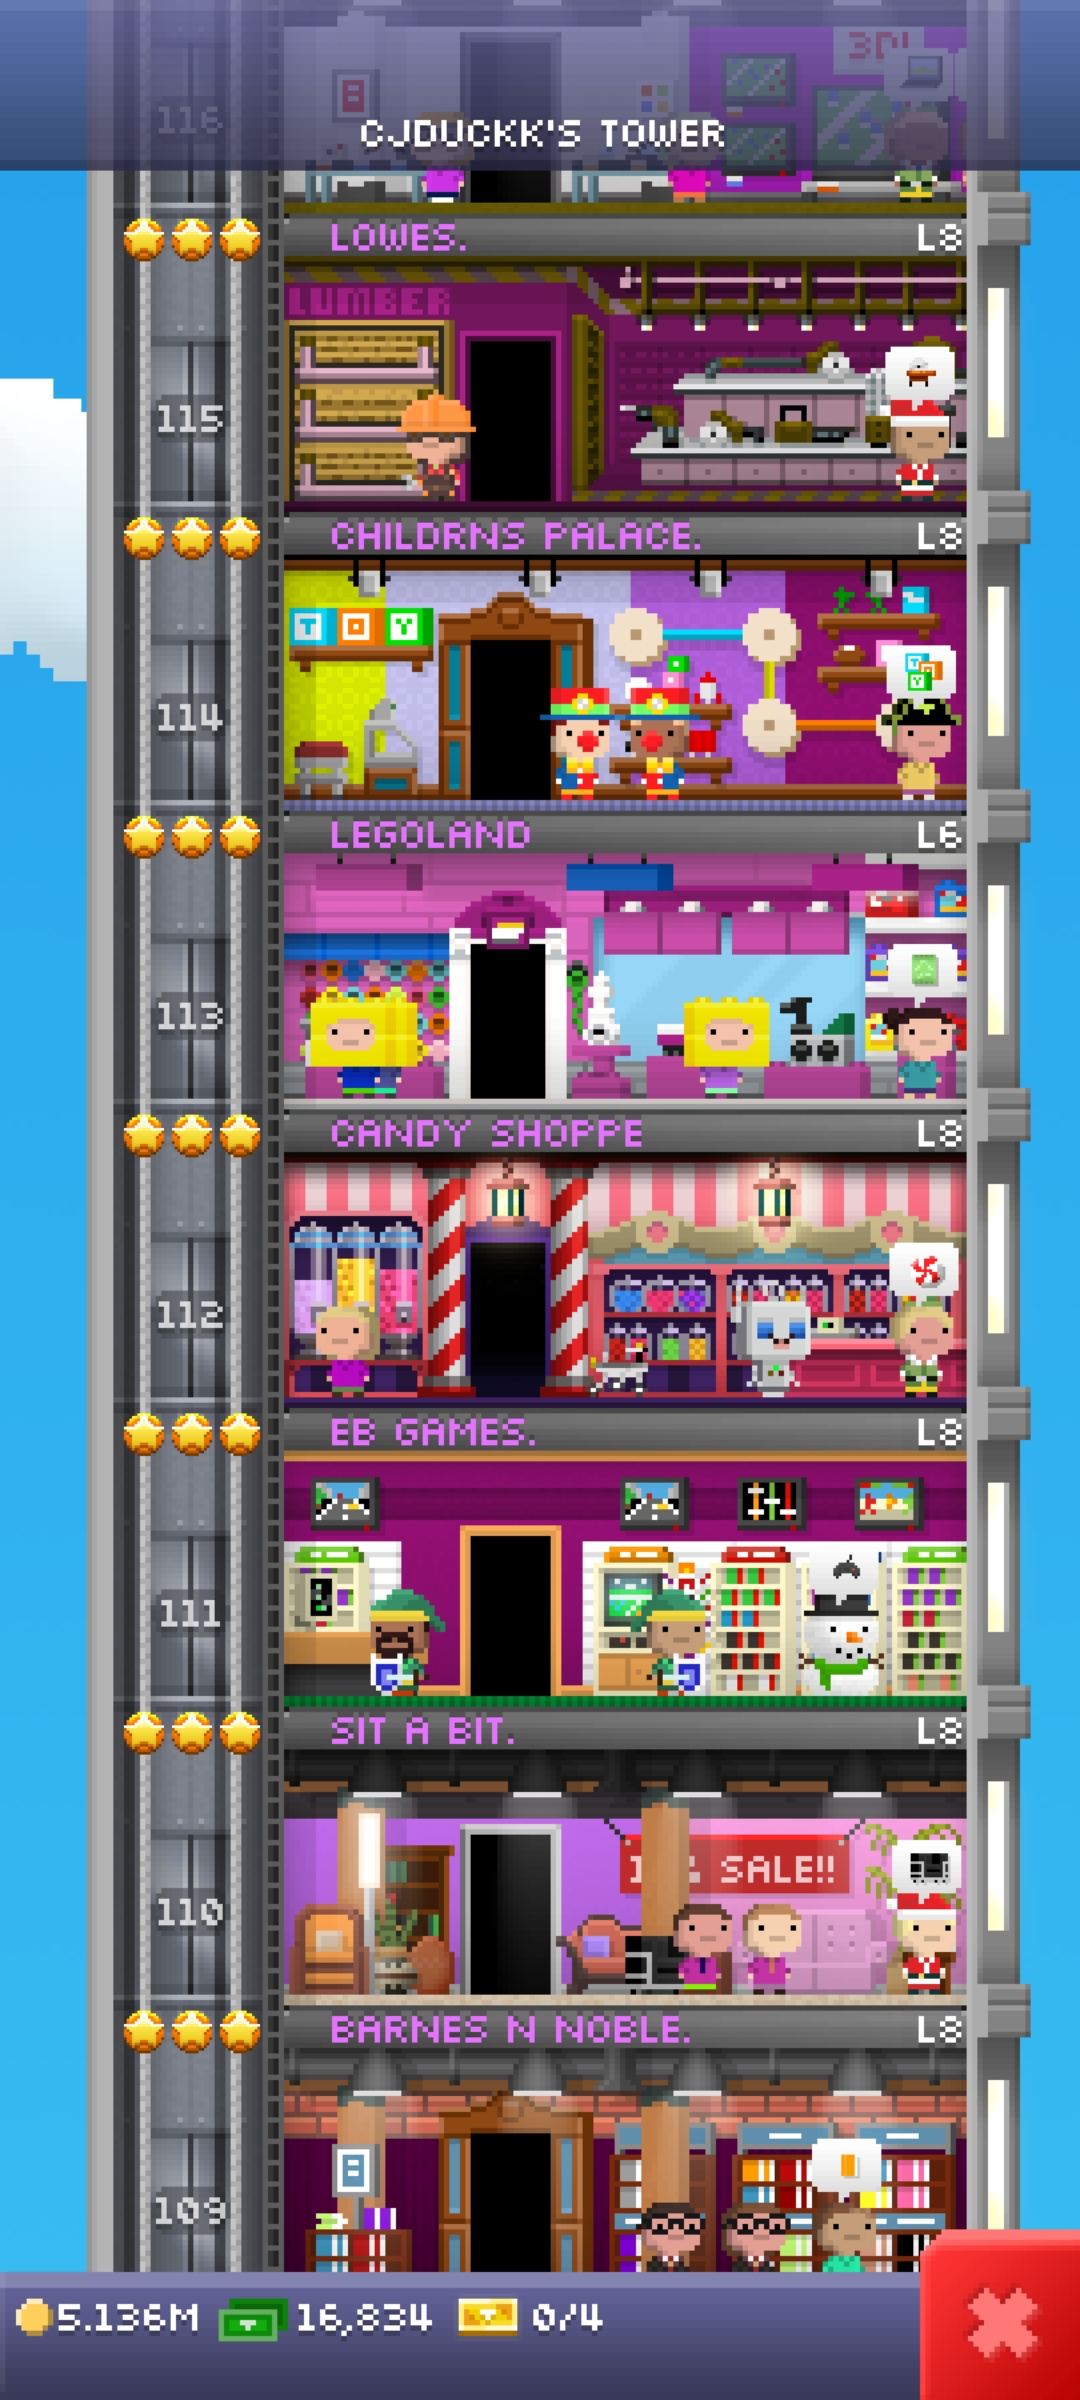 3D
116
CJDUCKK'S TOWER
LOWES. L8
LUMBER
115
CHILDRNS PALACE. L8
T O Y
T O Y
114
LEGOLAND L6
113
CANDY SHOPPE L8
112
EB GAMES. L8
111
SIT A BIT. L8
SALE!!
110
BARNES N NOBLE. L8
109
5.136M 16,834 0/4